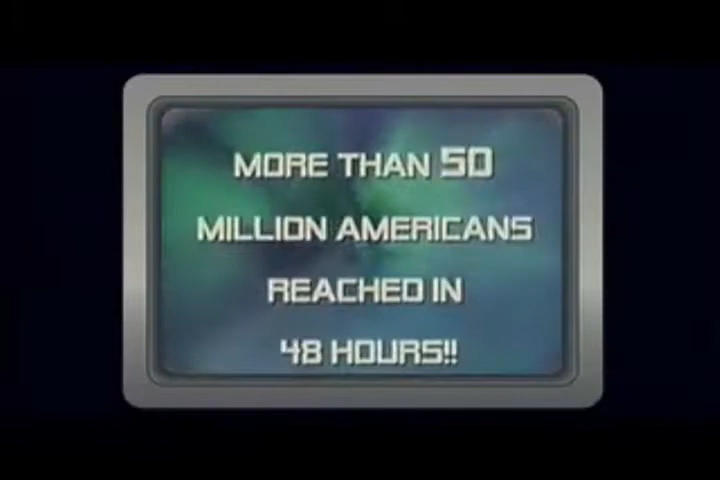 MORE THAN 50
MILLION AMERICANS
REACHED IN
48 HOURS!!